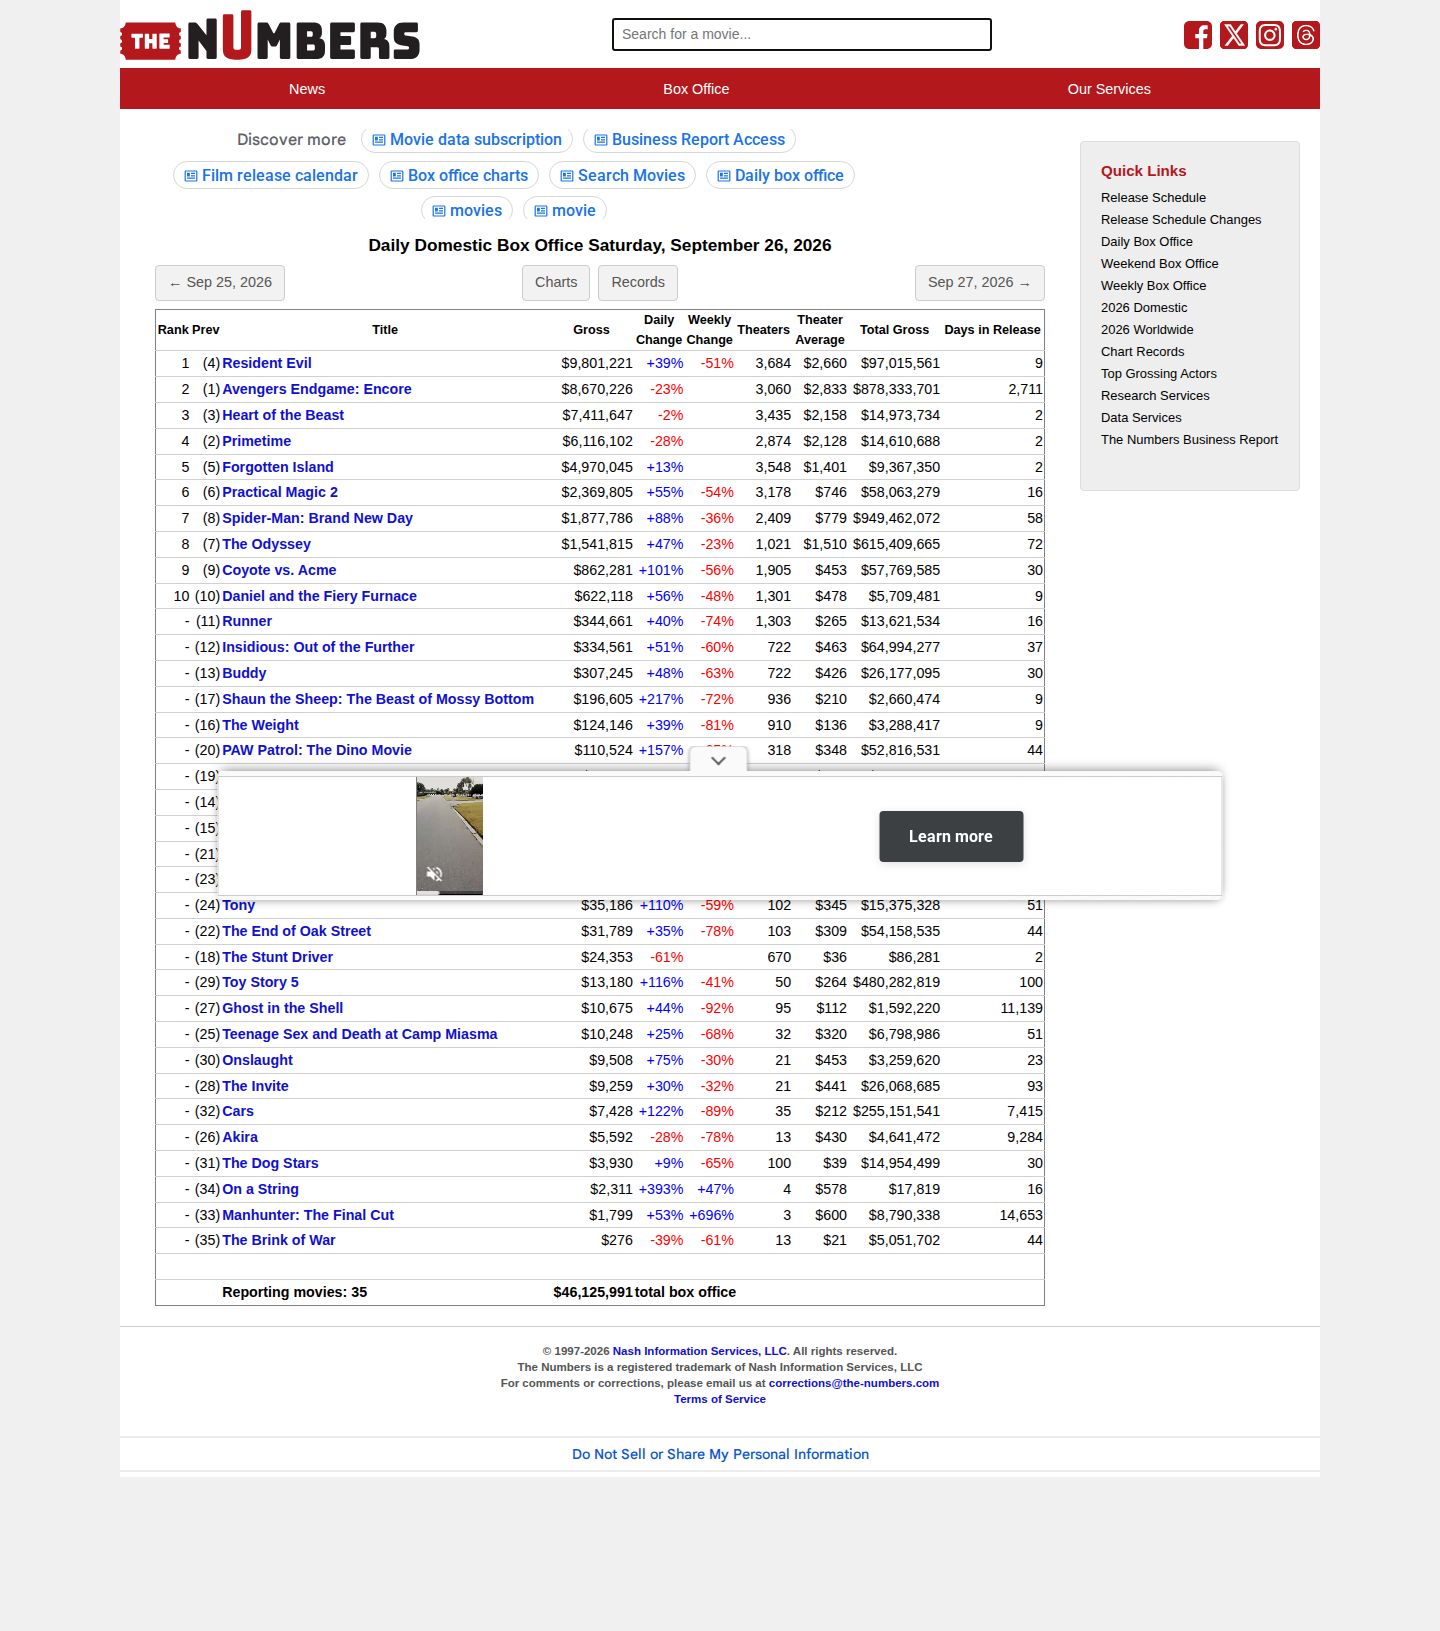 THE NUMBERS
Search for a movie...
News Box Office Our Services
Discover more Movie data subscription Business Report Access
Film release calendar Box office charts Search Movies Daily box office
movies movie
Daily Domestic Box Office Saturday, September 26, 2026
← Sep 25, 2026 Charts Records Sep 27, 2026 →
Rank Prev Title Gross Daily Change Weekly Change Theaters Theater Average Total Gross Days in Release
1 (4) Resident Evil $9,801,221 +39% -51% 3,684 $2,660 $97,015,561 9
2 (1) Avengers Endgame: Encore $8,670,226 -23% 3,060 $2,833 $878,333,701 2,711
3 (3) Heart of the Beast $7,411,647 -2% 3,435 $2,158 $14,973,734 2
4 (2) Primetime $6,116,102 -28% 2,874 $2,128 $14,610,688 2
5 (5) Forgotten Island $4,970,045 +13% 3,548 $1,401 $9,367,350 2
6 (6) Practical Magic 2 $2,369,805 +55% -54% 3,178 $746 $58,063,279 16
7 (8) Spider-Man: Brand New Day $1,877,786 +88% -36% 2,409 $779 $949,462,072 58
8 (7) The Odyssey $1,541,815 +47% -23% 1,021 $1,510 $615,409,665 72
9 (9) Coyote vs. Acme $862,281 +101% -56% 1,905 $453 $57,769,585 30
10 (10) Daniel and the Fiery Furnace $622,118 +56% -48% 1,301 $478 $5,709,481 9
- (11) Runner $344,661 +40% -74% 1,303 $265 $13,621,534 16
- (12) Insidious: Out of the Further $334,561 +51% -60% 722 $463 $64,994,277 37
- (13) Buddy $307,245 +48% -63% 722 $426 $26,177,095 30
- (17) Shaun the Sheep: The Beast of Mossy Bottom $196,605 +217% -72% 936 $210 $2,660,474 9
- (16) The Weight $124,146 +39% -81% 910 $136 $3,288,417 9
- (20) PAW Patrol: The Dino Movie $110,524 +157% 318 $348 $52,816,531 44
- (19)
- (14)
- (15)
- (21)
- (23)
Learn more
- (24) Tony $35,186 +110% -59% 102 $345 $15,375,328 51
- (22) The End of Oak Street $31,789 +35% -78% 103 $309 $54,158,535 44
- (18) The Stunt Driver $24,353 -61% 670 $36 $86,281 2
- (29) Toy Story 5 $13,180 +116% -41% 50 $264 $480,282,819 100
- (27) Ghost in the Shell $10,675 +44% -92% 95 $112 $1,592,220 11,139
- (25) Teenage Sex and Death at Camp Miasma $10,248 +25% -68% 32 $320 $6,798,986 51
- (30) Onslaught $9,508 +75% -30% 21 $453 $3,259,620 23
- (28) The Invite $9,259 +30% -32% 21 $441 $26,068,685 93
- (32) Cars $7,428 +122% -89% 35 $212 $255,151,541 7,415
- (26) Akira $5,592 -28% -78% 13 $430 $4,641,472 9,284
- (31) The Dog Stars $3,930 +9% -65% 100 $39 $14,954,499 30
- (34) On a String $2,311 +393% +47% 4 $578 $17,819 16
- (33) Manhunter: The Final Cut $1,799 +53% +696% 3 $600 $8,790,338 14,653
- (35) The Brink of War $276 -39% -61% 13 $21 $5,051,702 44
Reporting movies: 35 $46,125,991 total box office
Quick Links
Release Schedule
Release Schedule Changes
Daily Box Office
Weekend Box Office
Weekly Box Office
2026 Domestic
2026 Worldwide
Chart Records
Top Grossing Actors
Research Services
Data Services
The Numbers Business Report
© 1997-2026 Nash Information Services, LLC. All rights reserved.
The Numbers is a registered trademark of Nash Information Services, LLC
For comments or corrections, please email us at corrections@the-numbers.com
Terms of Service
Do Not Sell or Share My Personal Information